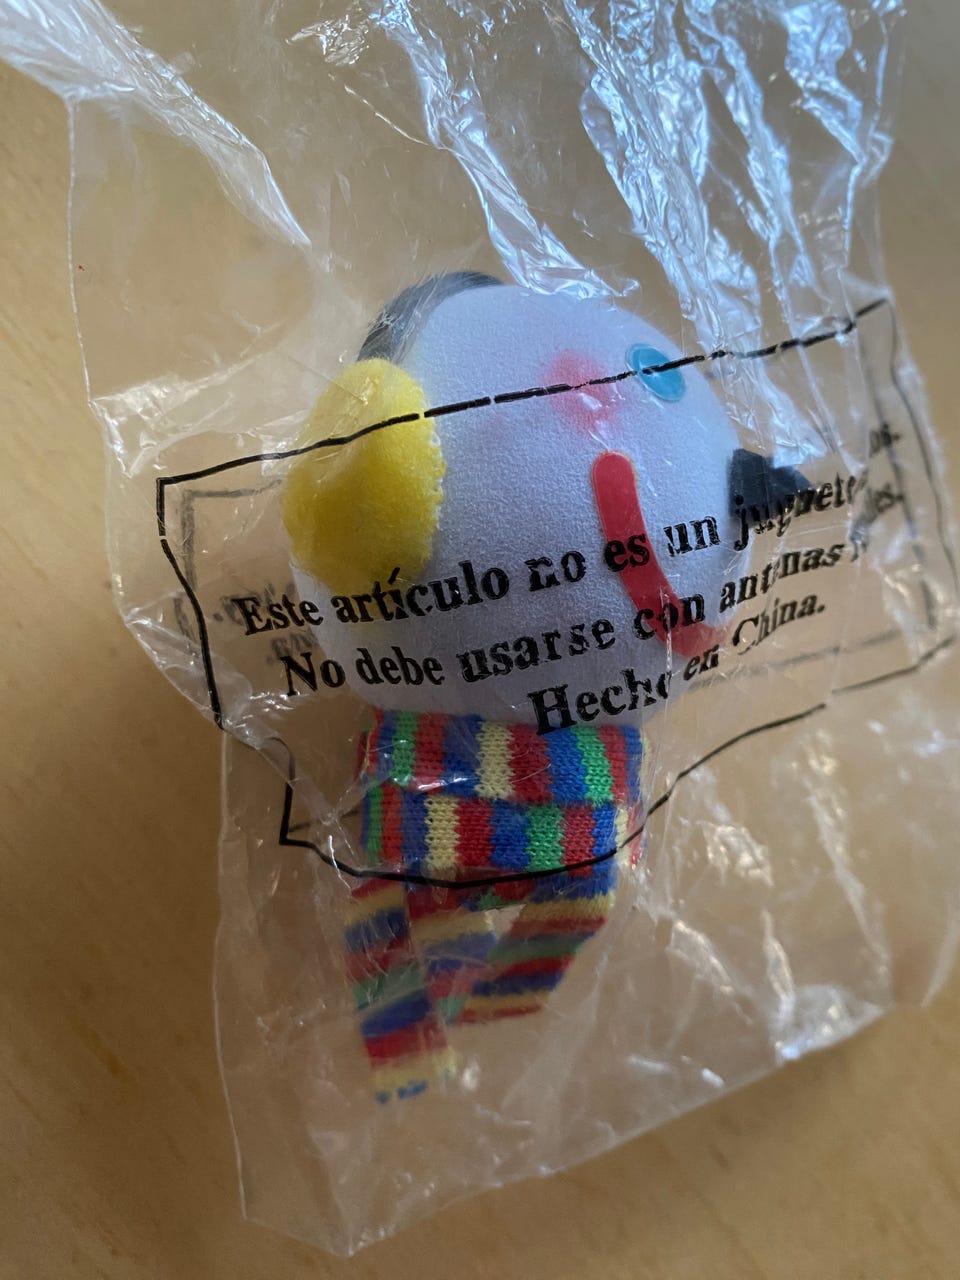 Este artículo no es un juguete
No debe usarse con antenas
Hecho en China.